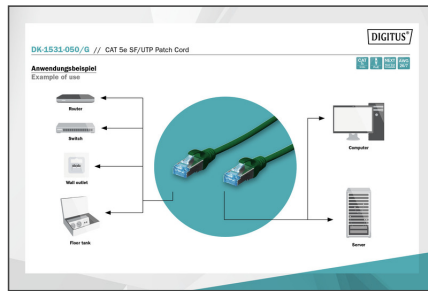 DIGITUS®
DK-1531-050/G // CAT 5e SF/UTP Patch Cord
Anwendungsbeispiel
Example of use
Router
Switch
Wall outlet
Floor tank
Computer
Server